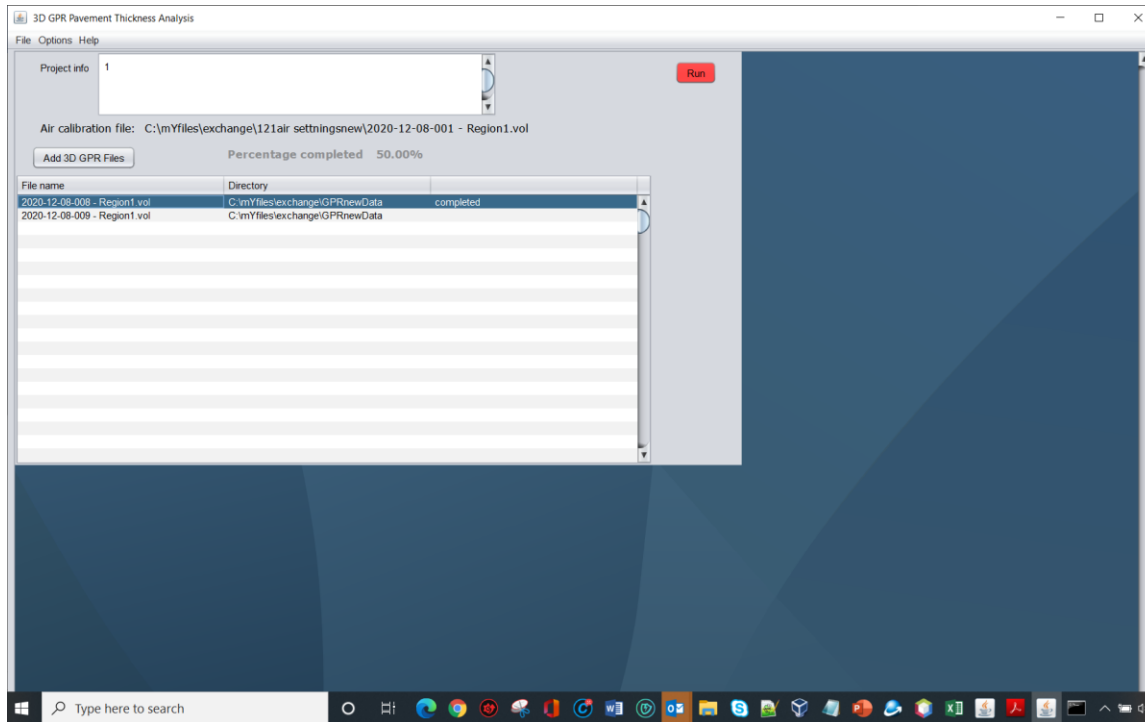 3D GPR Pavement Thickness Analysis
File Options Help
Project info 1
Run
Air calibration file: C:\mYfiles\exchange\121air settningsnew\2020-12-08-001 - Region1.vol
Add 3D GPR Files Percentage completed 50.00%
File name Directory
2020-12-08-008 - Region1.vol C:\mYfiles\exchange\GPRnewData completed
2020-12-08-009 - Region1.vol C:\mYfiles\exchange\GPRnewData
Type here to search